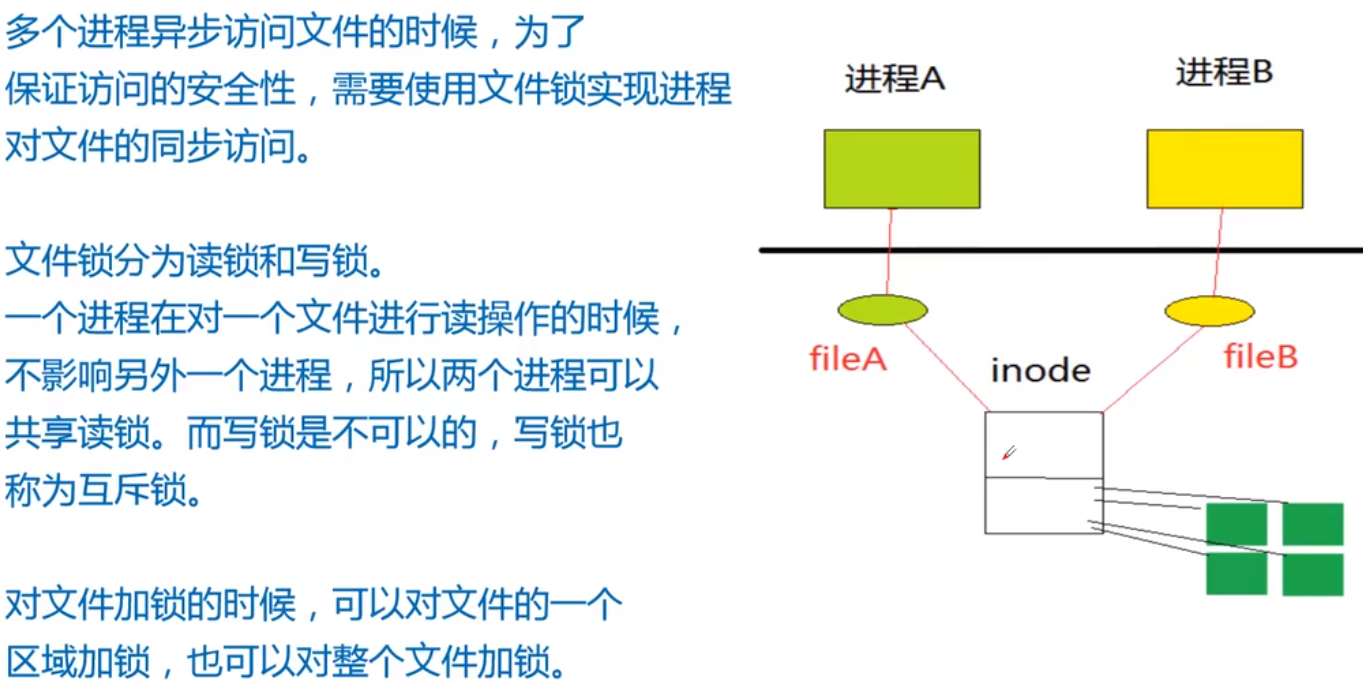 多个进程异步访问文件的时候，为了
保证访问的安全性，需要使用文件锁实现进程
对文件的同步访问。
文件锁分为读锁和写锁。
一个进程在对一个文件进行读操作的时候，
不影响另外一个进程，所以两个进程可以
共享读锁。而写锁是不可以的，写锁也
称为互斥锁。
对文件加锁的时候，可以对文件的一个
区域加锁，也可以对整个文件加锁。
进程A
进程B
fileA
inode
fileB